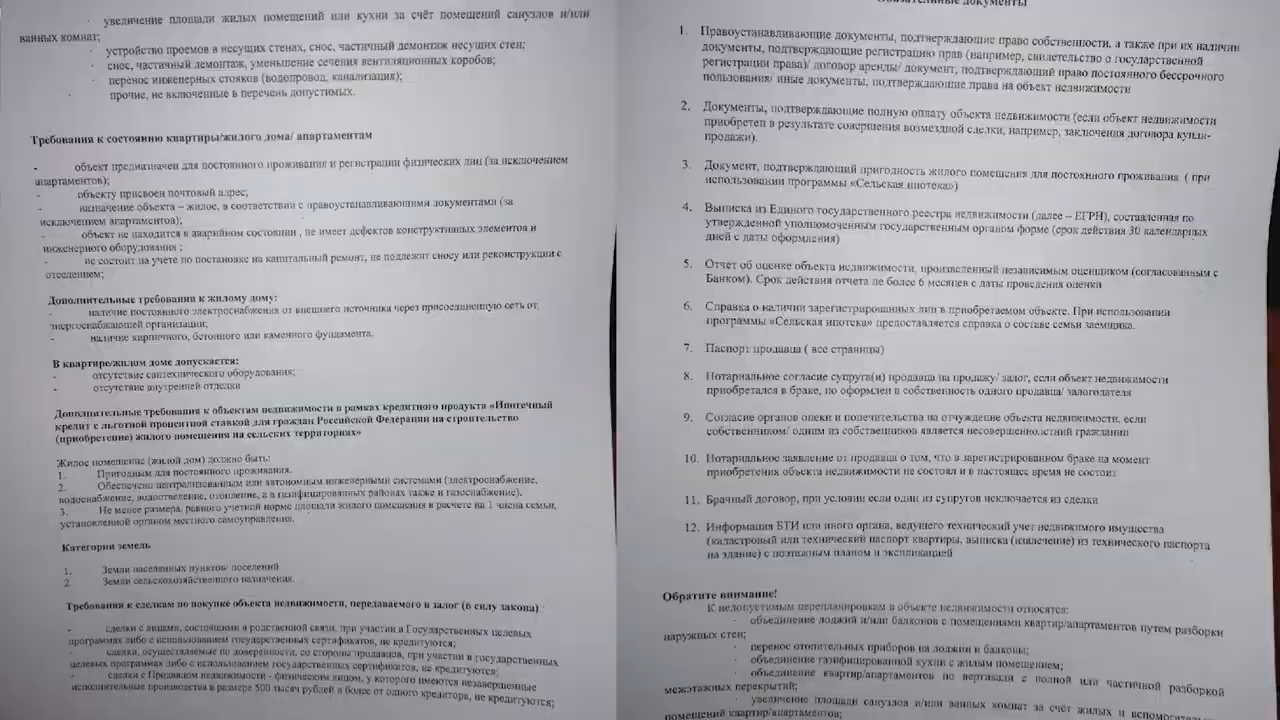 увеличение площади жилых помещений или кухни за счёт помещений санузлов и/или
ванных комнат;
· устройство проемов в несущих стенах, снос, частичный демонтаж несущих стен;
· снос, частичный демонтаж, уменьшение сечения вентиляционных коробов;
· перенос инженерных стояков (водопровод, канализация);
· прочие, не включенные в перечень допустимых.
Требования к состоянию квартиры/жилого дома/ апартаментам
- объект предназначен для постоянного проживания и регистрации физических лиц (за исключением
апартаментов);
- объекту присвоен почтовый адрес;
- назначение объекта – жилое, в соответствии с правоустанавливающими документами (за
исключением апартаментов);
- объект не находится в аварийном состоянии , не имеет дефектов конструктивных элементов и
инженерного оборудования ;
- не состоит на учете по постановке на капитальный ремонт, не подлежит сносу или реконструкции с
отселением;
Дополнительные требования к жилому дому:
- наличие постоянного электроснабжения от внешнего источника через присоединенную сеть от
энергоснабжающей организации;
- наличие кирпичного, бетонного или каменного фундамента.
В квартире/жилом доме допускается:
- отсутствие сантехнического оборудования;
- отсутствие внутренней отделки
Дополнительные требования к объектам недвижимости в рамках кредитного продукта «Ипотечный
кредит с льготной процентной ставкой для граждан Российской Федерации на строительство
(приобретение) жилого помещения на сельских территориях»
Жилое помещение (жилой дом) должно быть:
1. Пригодным для постоянного проживания.
2. Обеспечено централизованным или автономным инженерными системами (электроснабжение,
водоснабжение, водоотведение, отопление, а в газифицированных районах также и газоснабжение).
3. Не менее размера, равного учетной норме площади жилого помещения в расчете на 1 члена семьи,
установленной органом местного самоуправления.
Категории земель
1. Земли населенных пунктов/ поселений
2 Земли сельскохозяйственного назначения.
Требования к сделкам по покупке объекта недвижимости, передаваемого в залог (в силу закона)
- сделки с лицами, состоящими в родственной связи, при участии в Государственных целевых
программах либо с использованием государственных сертификатов, не кредитуются;
- сделки, осуществляемые по доверенности, со стороны продавцов, при участии в государственных
целевых программах либо с использованием государственных сертификатов, не кредитуются;
- сделки с Продавцом недвижимости - физическим лицом, у которого имеются незавершенные
исполнительные производства в размере 500 тысяч рублей и более от одного кредитора, не кредитуются;
Обязательные документы
1. Правоустанавливающие документы, подтверждающие право собственности, а также при их наличии
документы, подтверждающие регистрацию прав (например, свидетельство о государственной
регистрации права)/ договор аренды/ документ, подтверждающий право постоянного бессрочного
пользования/ иные документы, подтверждающие права на объект недвижимости
2. Документы, подтверждающие полную оплату объекта недвижимости (если объект недвижимости
приобретен в результате совершения возмездной сделки, например, заключения договора купли-
продажи).
3. Документ, подтверждающий пригодность жилого помещения для постоянного проживания ( при
использовании программы «Сельская ипотека»)
4. Выписка из Единого государственного реестра недвижимости (далее – ЕГРН), составленная по
утвержденной уполномоченным государственным органом форме (срок действия 30 календарных
дней с даты оформления)
5. Отчет об оценке объекта недвижимости, произведенный независимым оценщиком (согласованным с
Банком). Срок действия отчета не более 6 месяцев с даты проведения оценки
6. Справка о наличии зарегистрированных лиц в приобретаемом объекте. При использовании
программы «Сельская ипотека» предоставляется справка о составе семьи заемщика.
7. Паспорт продавца ( все страницы)
8. Нотариальное согласие супруга(и) продавца на продажу/ залог, если объект недвижимости
приобретался в браке, но оформлен в собственность одного продавца/ залогодателя
9. Согласие органов опеки и попечительства на отчуждение объекта недвижимости, если
собственником/ одним из собственников является несовершеннолетний гражданин
10. Нотариальное заявление от продавца о том, что в зарегистрированном браке на момент
приобретения объекта недвижимости не состоял и в настоящее время не состоит
11. Брачный договор, при условии если один из супругов исключается из сделки
12. Информация БТИ или иного органа, ведущего технический учет недвижимого имущества
(кадастровый или технический паспорт квартиры, выписка (извлечение) из технического паспорта
на здание) с поэтажным планом и экспликацией
Обратите внимание!
К недопустимым перепланировкам в объекте недвижимости относятся:
· объединение лоджий и/или балконов с помещениями квартир/апартаментов путем разборки
наружных стен;
· перенос отопительных приборов на лоджии и балконы;
· объединение газифицированной кухни с жилым помещением;
· объединение квартир/апартаментов по вертикали с полной или частичной разборкой
межэтажных перекрытий;
· увеличение площади санузлов и/или ванных комнат за счёт жилых и вспомогательных
помещений квартир/апартаментов;